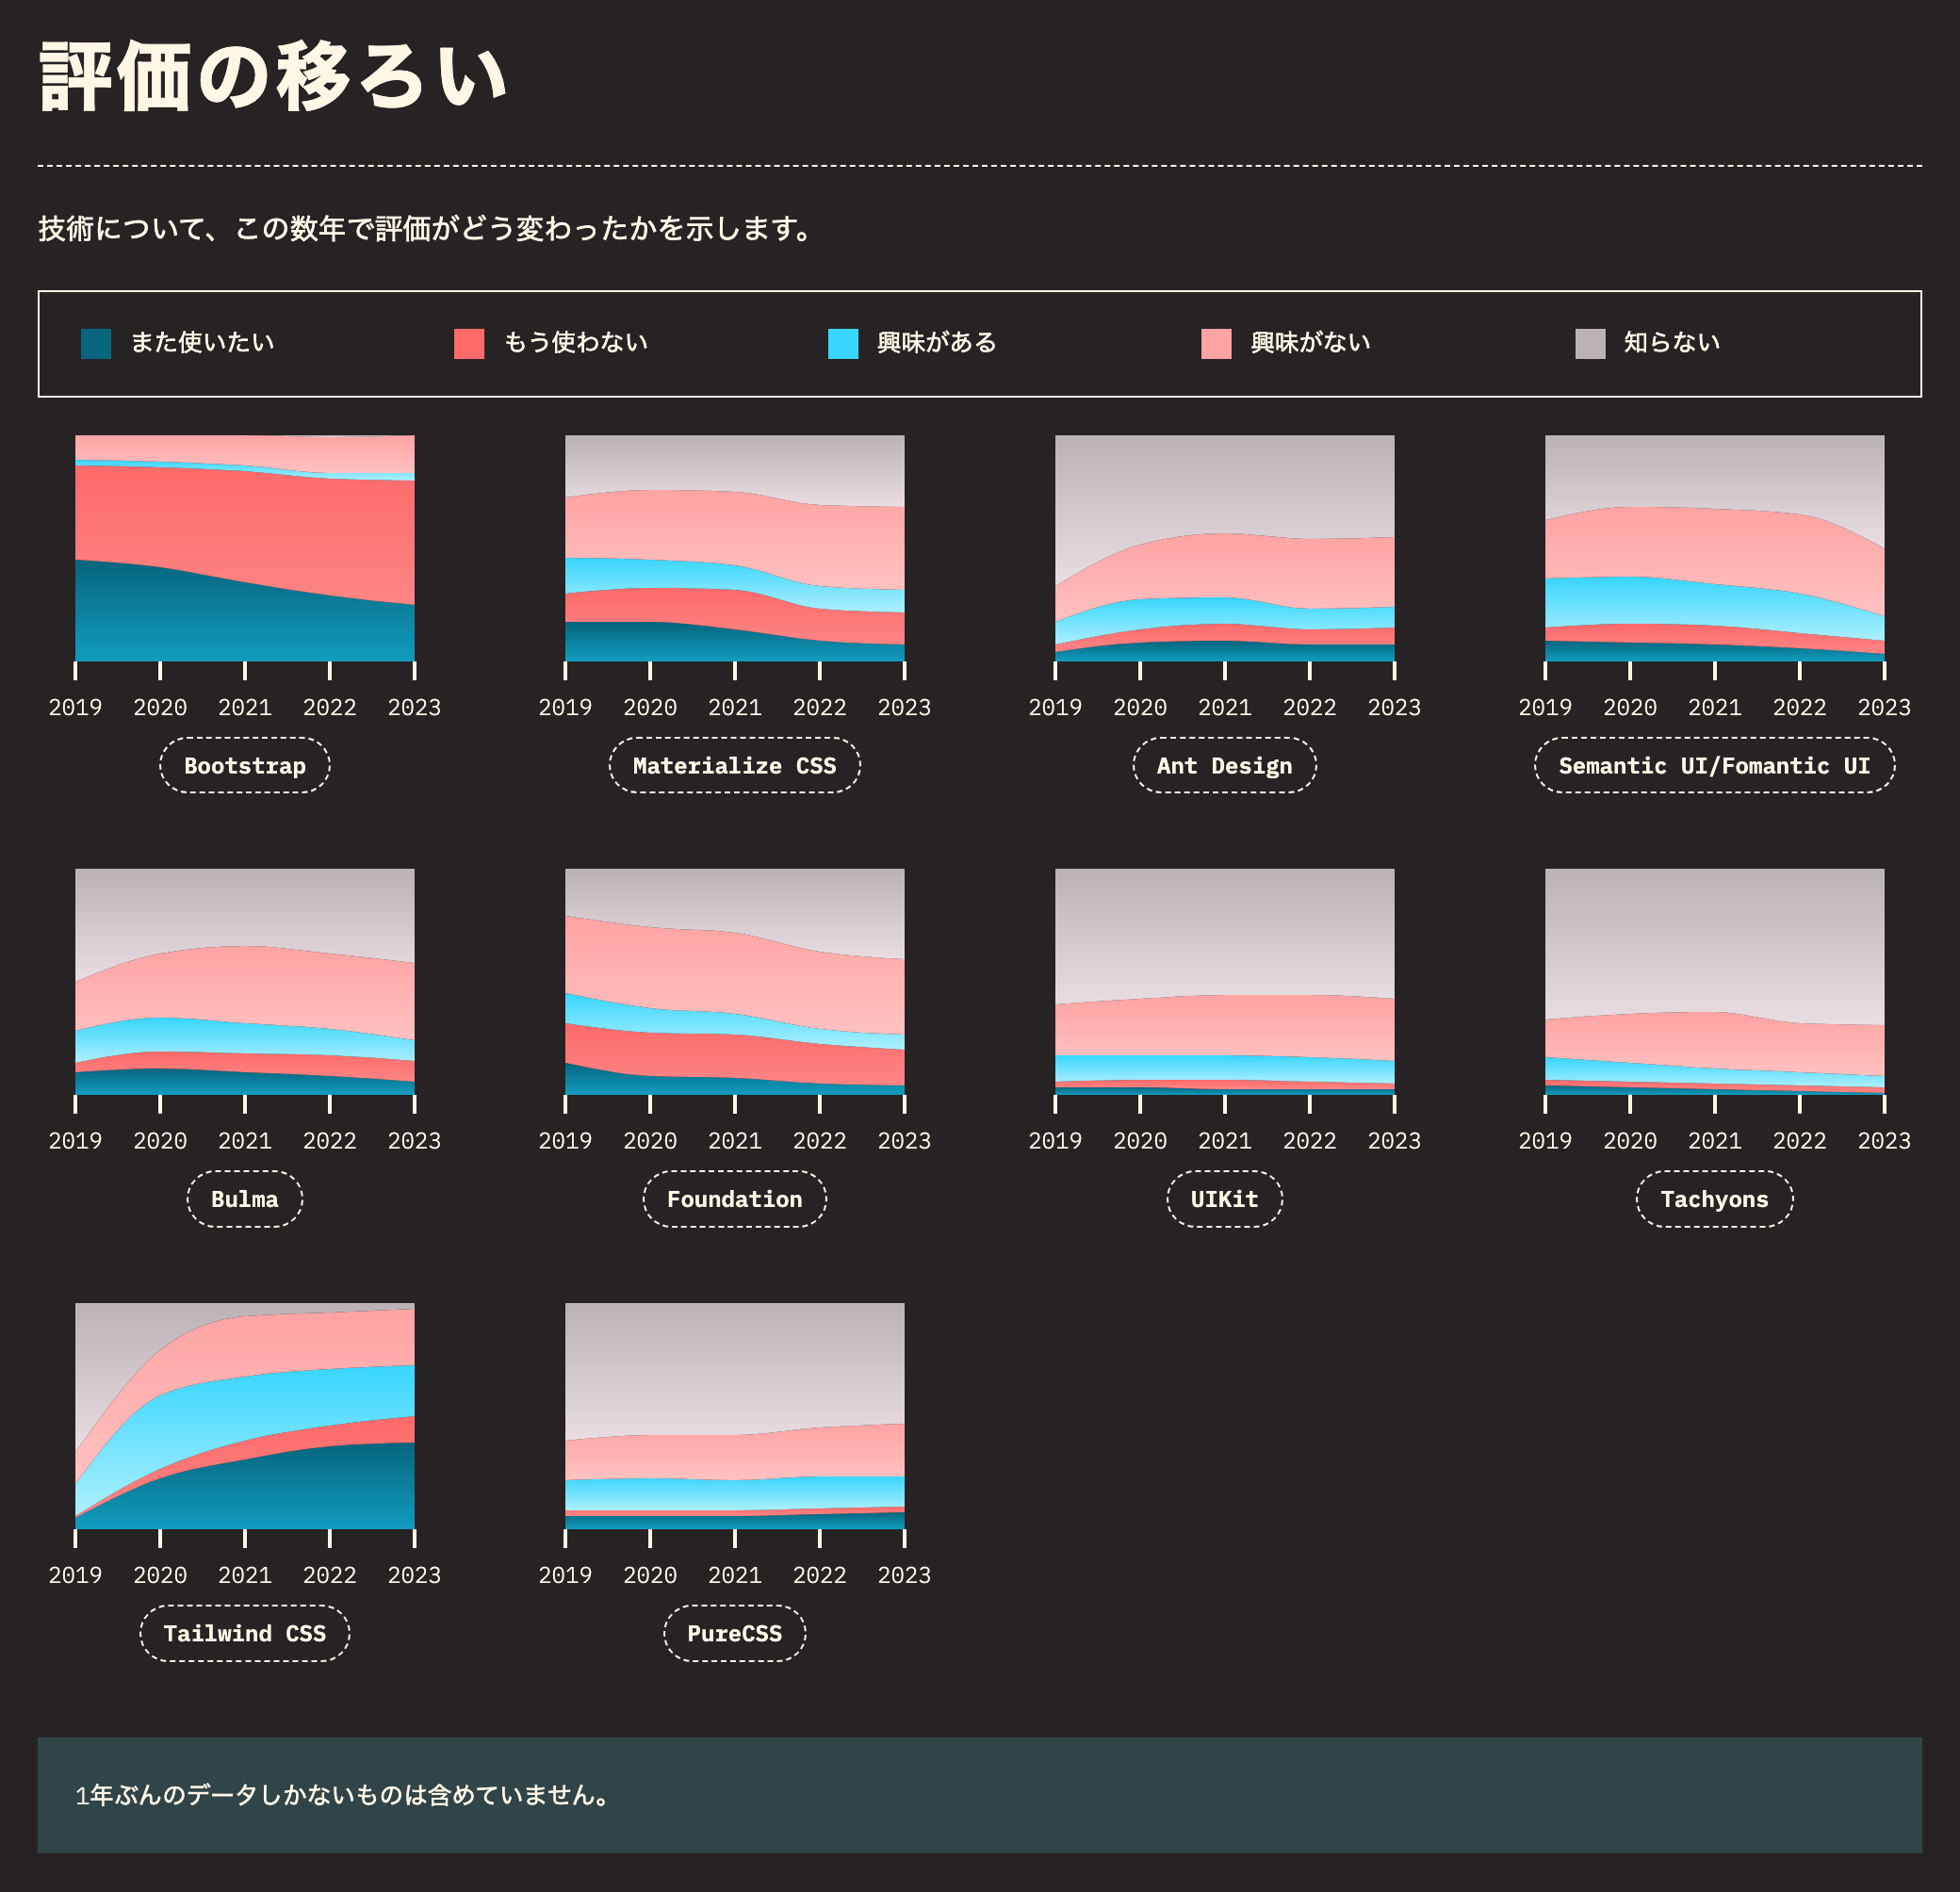 評価の移ろい
技術について、この数年で評価がどう変わったかを示します。
また使いたい もう使わない 興味がある 興味がない 知らない
2019 2020 2021 2022 2023 2019 2020 2021 2022 2023 2019 2020 2021 2022 2023 2019 2020 2021 2022 2023
Bootstrap Materialize CSS Ant Design Semantic UI/Fomantic UI
2019 2020 2021 2022 2023 2019 2020 2021 2022 2023 2019 2020 2021 2022 2023 2019 2020 2021 2022 2023
Bulma Foundation UIKit Tachyons
2019 2020 2021 2022 2023 2019 2020 2021 2022 2023
Tailwind CSS PureCSS
1年ぶんのデータしかないものは含めていません。